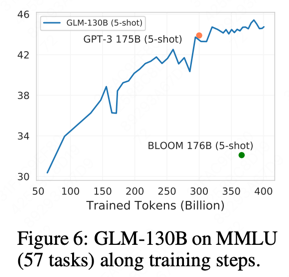 46
42
38
34
30
GLM-130B (5-shot)
GPT-3 175B (5-shot)
BLOOM 176B (5-shot)
50 100 150 200 250 300 350 400
Trained Tokens (Billion)
Figure 6: GLM-130B on MMLU
(57 tasks) along training steps.